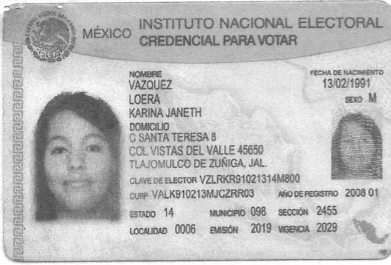 MÉXICO INSTITUTO NACIONAL ELECTORAL
CREDENCIAL PARA VOTAR
NOMBRE
VAZQUEZ
LOERA
KARINA JANETH
FECHA DE NACIMIENTO
13/02/1991
SEXO M
DOMICILIO
C SANTA TERESA 8
COL VISTAS DEL VALLE 45650
TLAJOMULCO DE ZUÑIGA, JAL.
CLAVE DE ELECTOR VZLRKR91021314M800
CURP VALK910213MJCZRR03 AÑO DE REGISTRO 2008 01
ESTADO 14 MUNICIPIO 098 SECCIÓN 2455
LOCALIDAD 0006 EMISIÓN 2019 VIGENCIA 2029